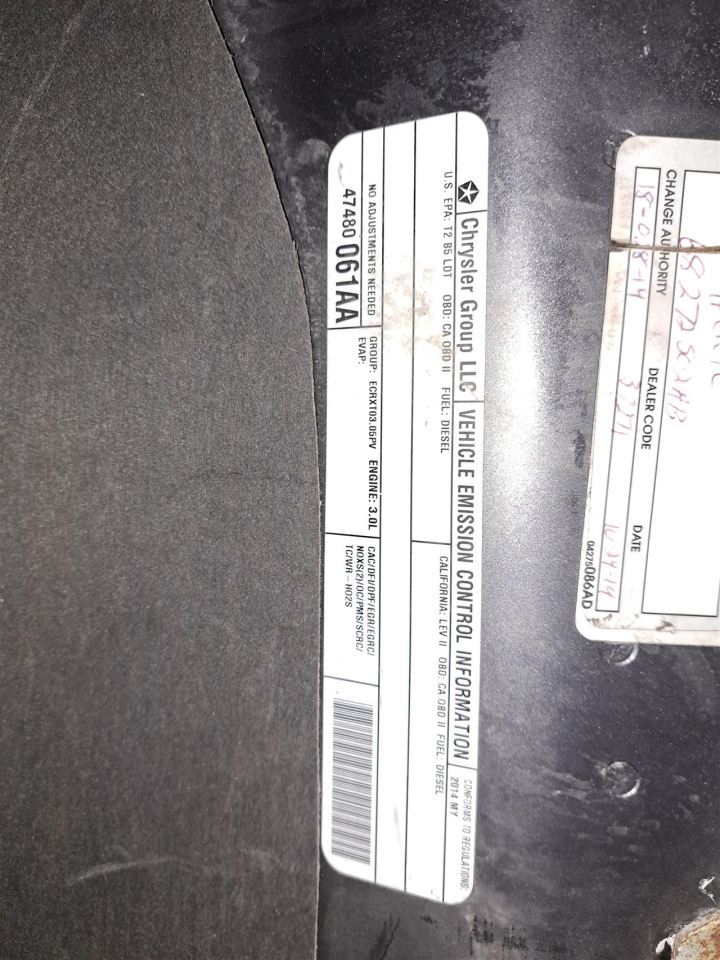 Chrysler Group LLC VEHICLE EMISSION CONTROL INFORMATION
CONFORMS TO REGULATIONS:
2014 MY
U.S. EPA: T2 B5 LDT OBD: CA OBD II FUEL: DIESEL
CALIFORNIA: LEV II OBD: CA OBD II FUEL: DIESEL
NO ADJUSTMENTS NEEDED
47480061AA
GROUP: ECRXT03.05PV ENGINE: 3.0L
EVAP:
CAC/DFI/DPF/EGR/EGRC/
NOXS(2)/OC/PMS/SCRC/
TC/WR-HO2S
CHANGE AUTHORITY DEALER CODE DATE
04275086AD